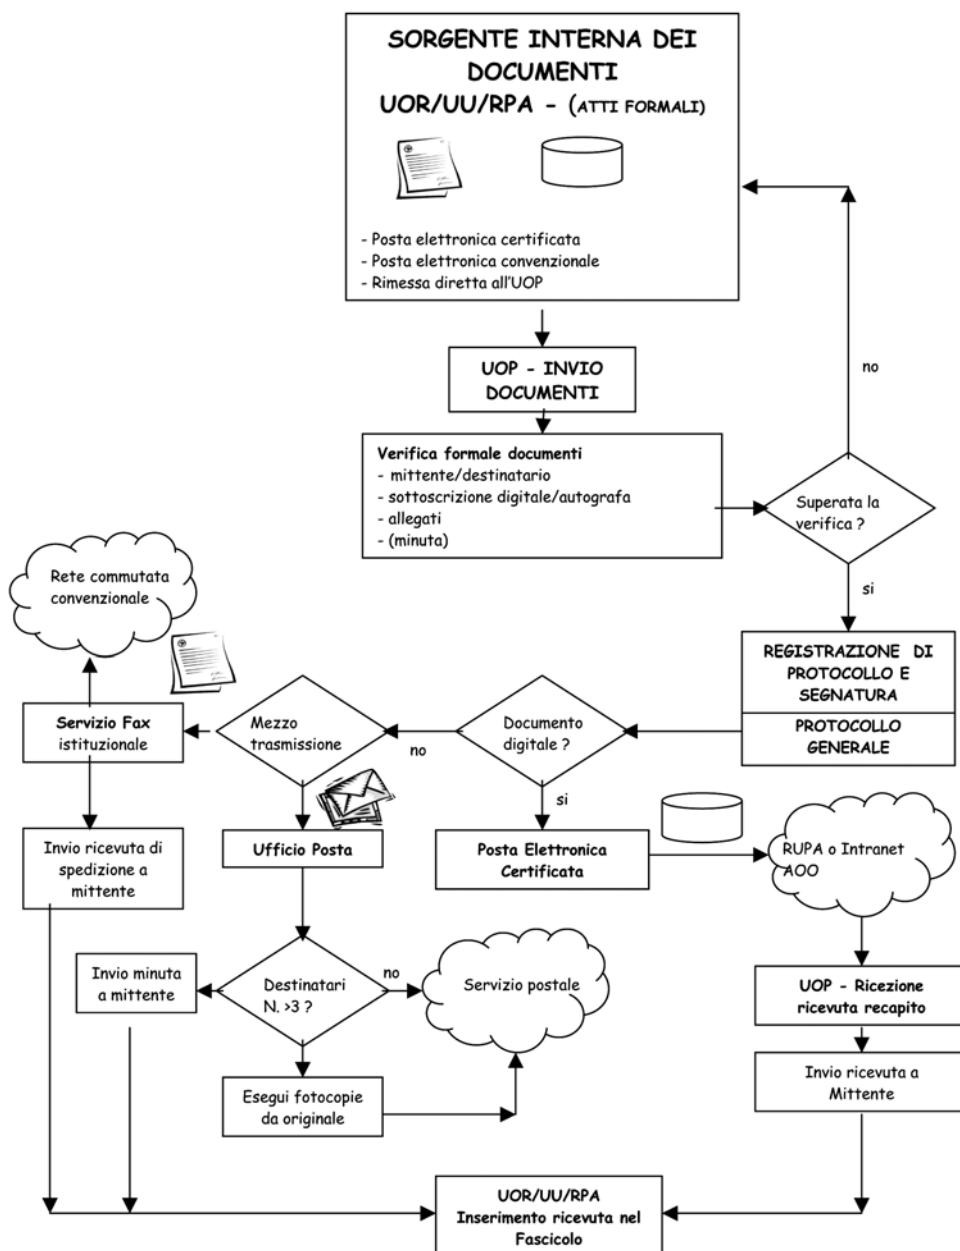 SORGENTE INTERNA DEI
DOCUMENTI
UOR/UU/RPA - (ATTI FORMALI)
- Posta elettronica certificata
- Posta elettronica convenzionale
- Rimessa diretta all'UOP
UOP - INVIO
DOCUMENTI
no
Verifica formale documenti
- mittente/destinatario
- sottoscrizione digitale/autografa
- allegati
- (minuta)
Superata la
verifica ?
si
Rete commutata
convenzionale
REGISTRAZIONE DI
PROTOCOLLO E
SEGNATURA
PROTOCOLLO
GENERALE
Servizio Fax
istituzionale
Mezzo
trasmissione
no
Documento
digitale ?
si
Invio ricevuta di
spedizione a
mittente
Ufficio Posta
Posta Elettronica
Certificata
RUPA o Intranet
AOO
Invio minuta
a mittente
Destinatari
N. >3 ?
no
Servizio postale
UOP - Ricezione
ricevuta recapito
Esegui fotocopie
da originale
Invio ricevuta a
Mittente
UOR/UU/RPA
Inserimento ricevuta nel
Fascicolo